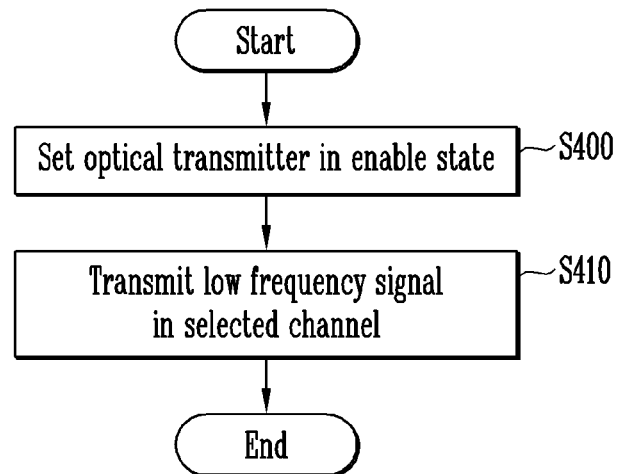 Start
Set optical transmitter in enable state
S400
Transmit low frequency signal
in selected channel
S410
End